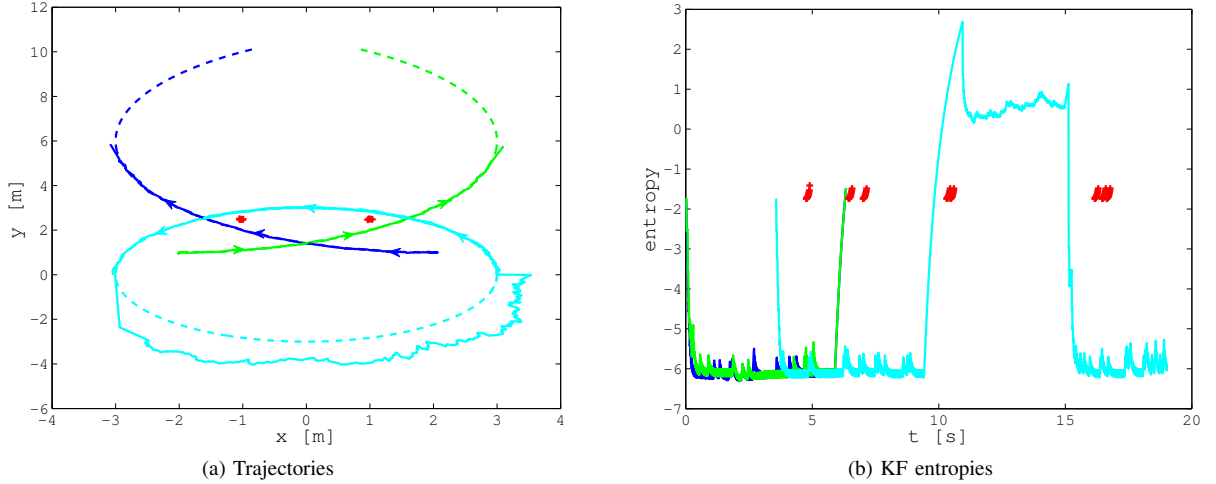 12
10
8
6
4
2
0
−2
−4
−6
y [m]
−4 −3 −2 −1 0 1 2 3 4
x [m]
(a) Trajectories
3
2
1
0
−1
−2
−3
−4
−5
−6
−7
entropy
0 5 10 15 20
t [s]
(b) KF entropies